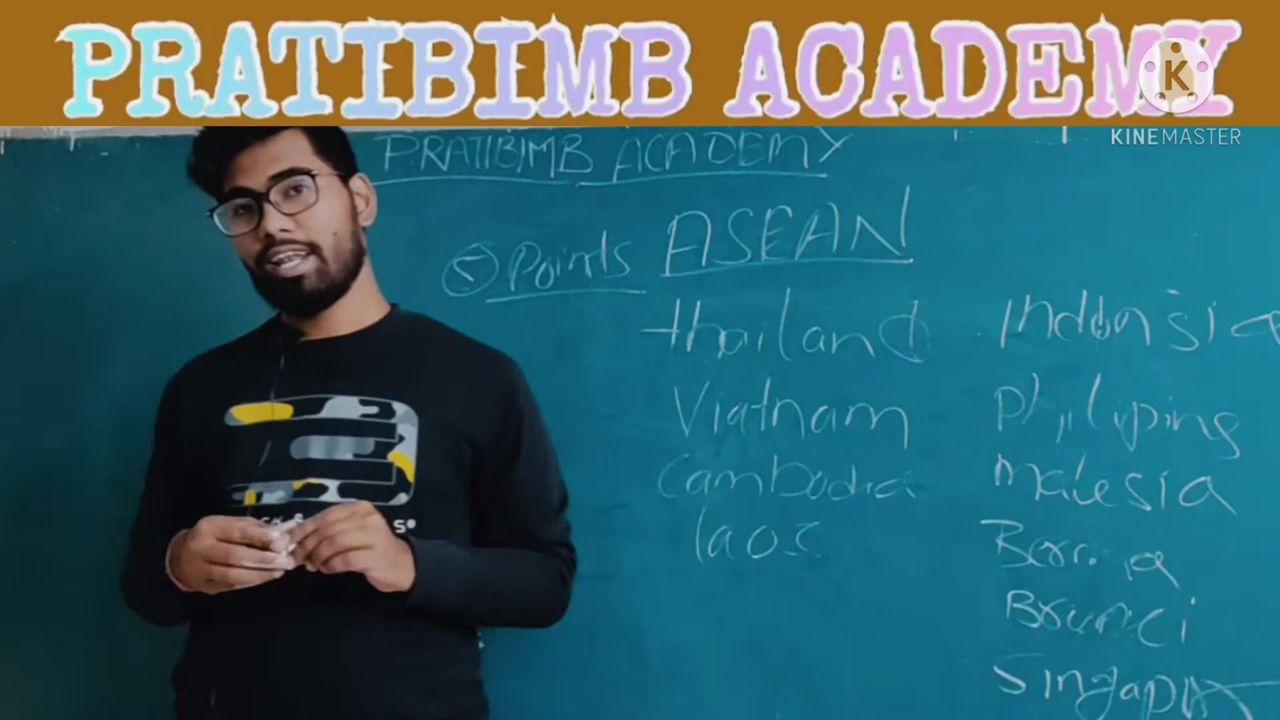 PRATIBIMB ACADEMY
K
KINEMASTER
PRATIBIMB ACADEMY
5 Points ASEAN
Thailand
Viatnam
Cambodia
laos
Indonsia
Philiping
Malesia
Brunei